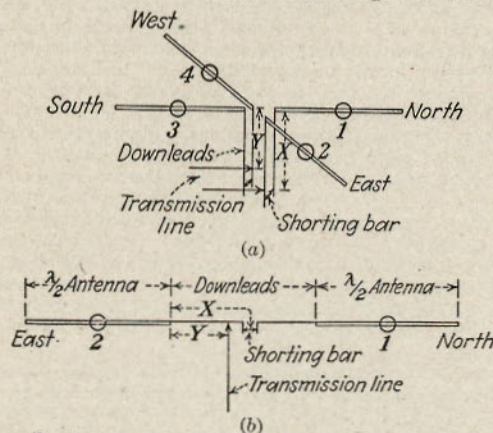 West
4
South
North
3
1
Y
X
Downleads
2
Transmission line
East
Shorting bar
(a)
λ/2 Antenna
Downleads
λ/2 Antenna
X
East
2
Y
1
North
Shorting bar
Transmission line
(b)